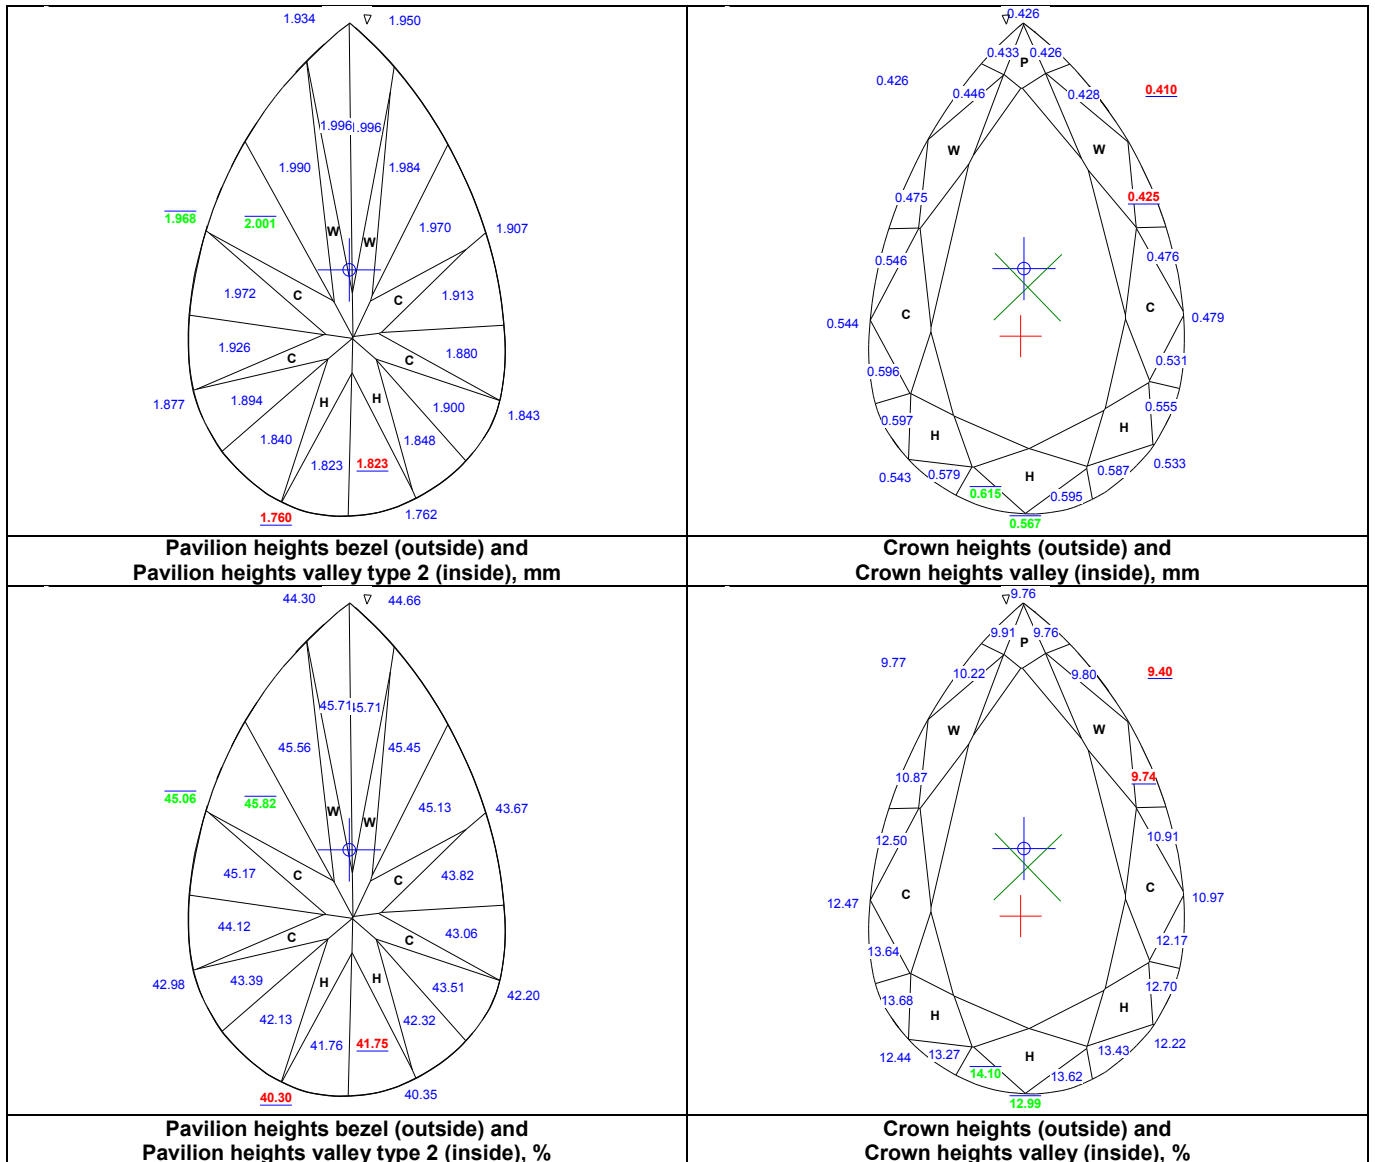 1.934 1.950
1.996 1.996
1.990 1.984
1.968 2.001 W W 1.970 1.907
1.972 C C 1.913
1.926 C C 1.880
1.877 1.894 H H 1.900 1.843
1.840 1.848
1.823 1.823
1.760 1.762
Pavilion heights bezel (outside) and
Pavilion heights valley type 2 (inside), mm
0.426
0.433 0.426
P
0.426 0.446 0.428 0.410
W W
0.475 0.425
0.546 0.476
C C
0.544 0.479
0.596 0.531
0.597 0.555
H H
0.543 0.579 H 0.587 0.533
0.615 0.595
0.567
Crown heights (outside) and
Crown heights valley (inside), mm
44.30 44.66
45.71 45.71
45.56 45.45
45.06 45.82 W W 45.13 43.67
45.17 C C 43.82
44.12 C C 43.06
42.98 43.39 H H 43.51 42.20
42.13 42.32
41.76 41.75
40.30 40.35
Pavilion heights bezel (outside) and
Pavilion heights valley type 2 (inside), %
9.76
9.91 9.76
P
9.77 10.22 9.80 9.40
W W
10.87 9.74
12.50 10.91
C C
12.47 10.97
13.64 12.17
13.68 12.70
H H
12.44 13.27 H 13.43 12.22
14.10 13.62
12.99
Crown heights (outside) and
Crown heights valley (inside), %